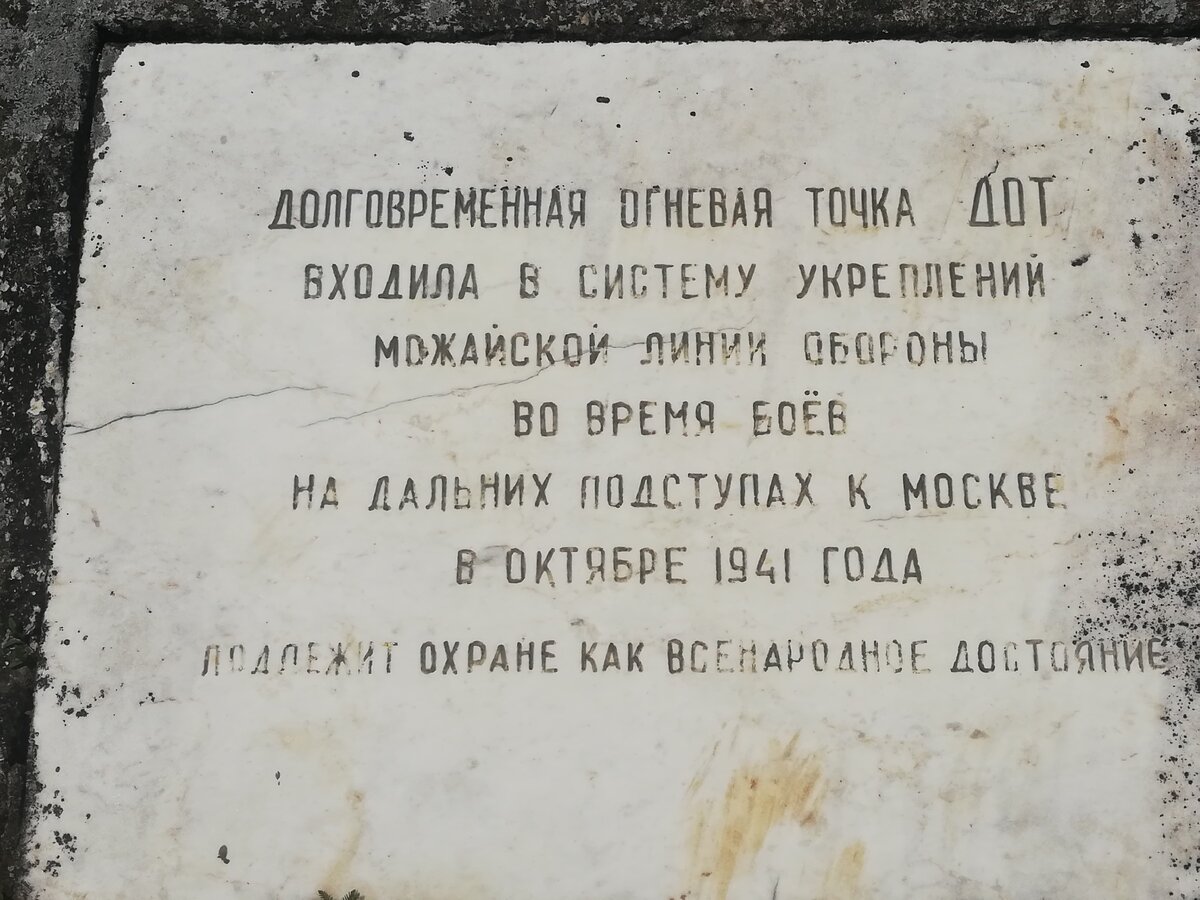 ДОЛГОВРЕМЕННАЯ ОГНЕВАЯ ТОЧКА ДОТ
ВХОДИЛА В СИСТЕМУ УКРЕПЛЕНИЙ
МОЖАЙСКОЙ ЛИНИИ ОБОРОНЫ
ВО ВРЕМЯ БОЁВ
НА ДАЛЬНИХ ПОДСТУПАХ К МОСКВЕ
В ОКТЯБРЕ 1941 ГОДА
ПОДЛЕЖИТ ОХРАНЕ КАК ВСЕНАРОДНОЕ ДОСТОЯНИЕ